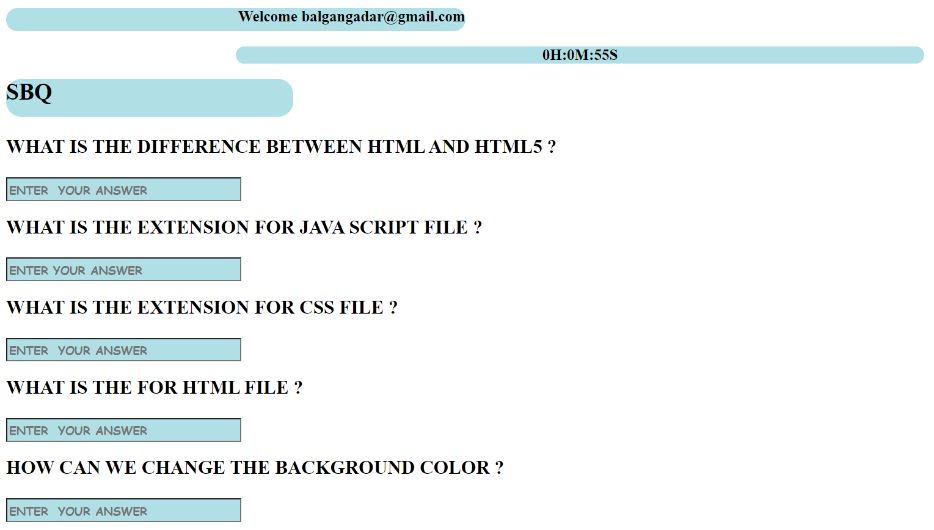 Welcome balgangadar@gmail.com
0H:0M:55S
SBQ
WHAT IS THE DIFFERENCE BETWEEN HTML AND HTML5 ?
ENTER  YOUR ANSWER
WHAT IS THE EXTENSION FOR JAVA SCRIPT FILE ?
ENTER YOUR ANSWER
WHAT IS THE EXTENSION FOR CSS FILE ?
ENTER  YOUR ANSWER
WHAT IS THE FOR HTML FILE ?
ENTER  YOUR ANSWER
HOW CAN WE CHANGE THE BACKGROUND COLOR ?
ENTER  YOUR ANSWER